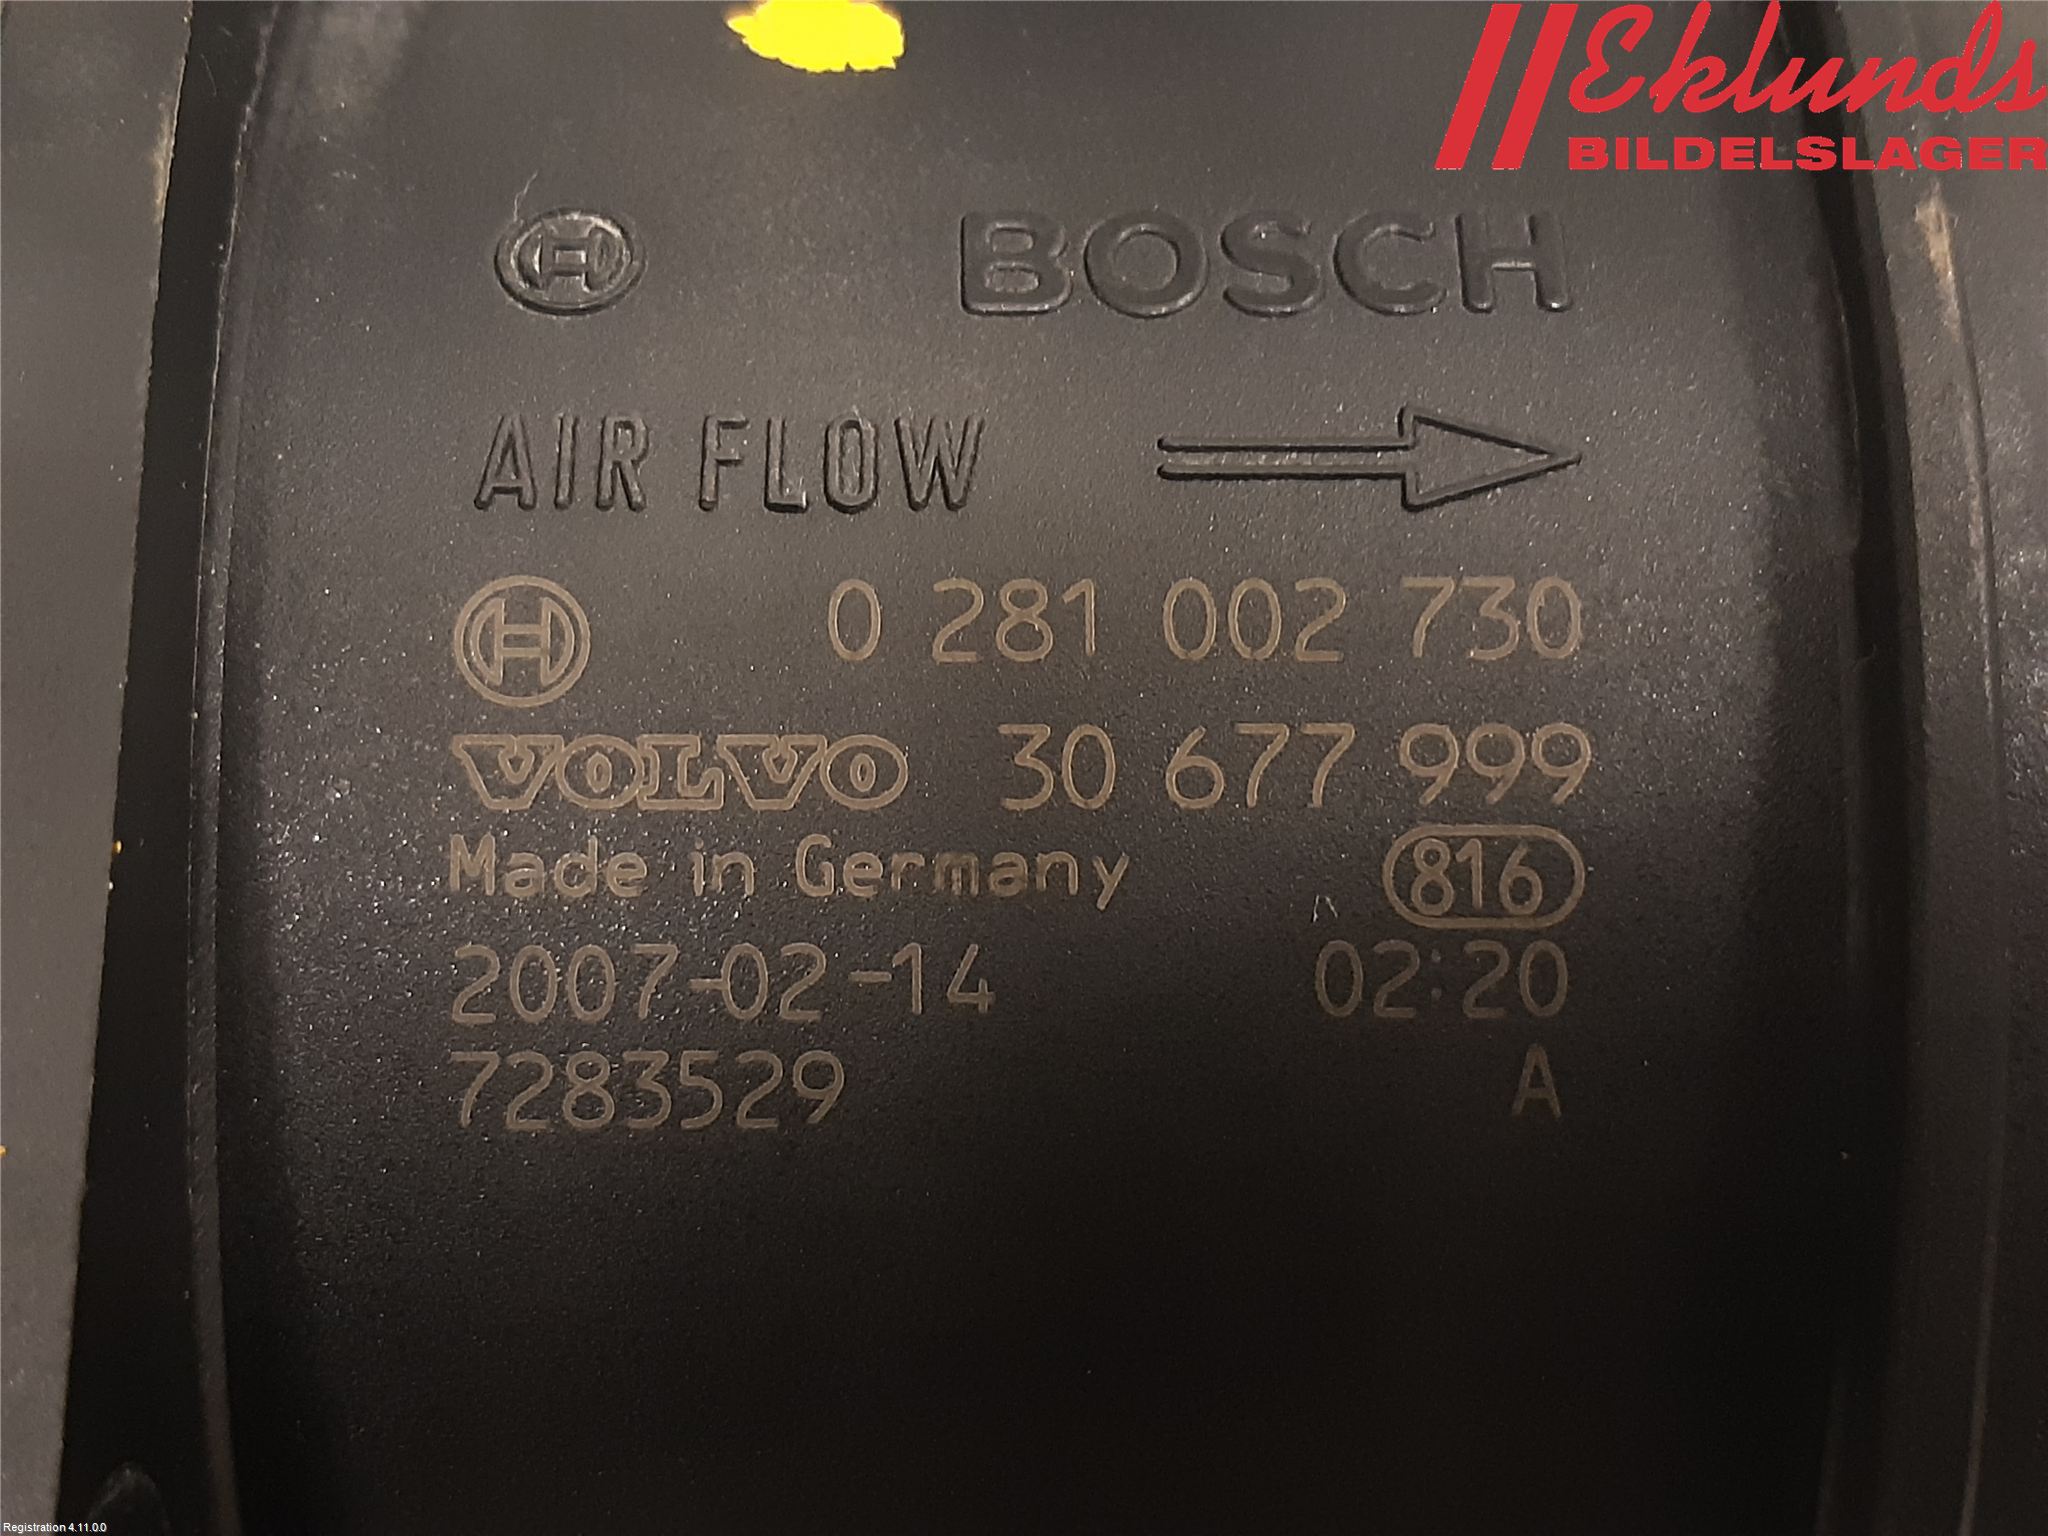 Eklunds
BILDELSLAGER
BOSCH
AIR FLOW
0 281 002 730
VOLVO 30 677 999
Made in Germany 816
2007-02-14 02:20
7283529 A
Registration 4.11.0.0